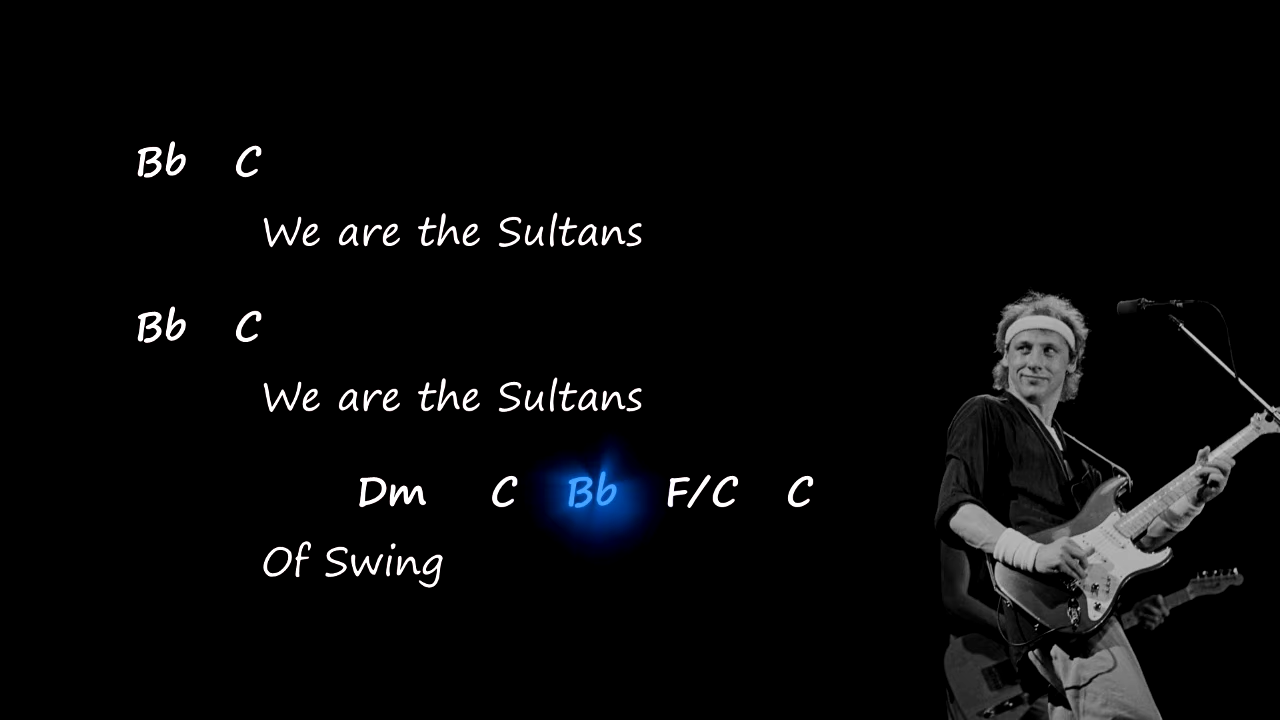 Bb C
We are the Sultans
Bb C
We are the Sultans
Dm C Bb F/C C
Of Swing